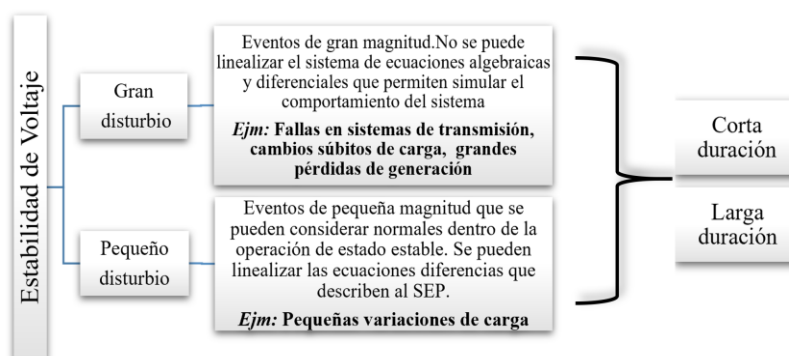 Estabilidad de Voltaje
Gran
disturbio
Eventos de gran magnitud.No se puede
linealizar el sistema de ecuaciones algebraicas
y diferenciales que permiten simular el
comportamiento del sistema
Ejm: Fallas en sistemas de transmisión,
cambios súbitos de carga, grandes
pérdidas de generación
Pequeño
disturbio
Eventos de pequeña magnitud que se
pueden considerar normales dentro de la
operación de estado estable. Se pueden
linealizar las ecuaciones diferencias que
describen al SEP.
Ejm: Pequeñas variaciones de carga
Corta
duración
Larga
duración